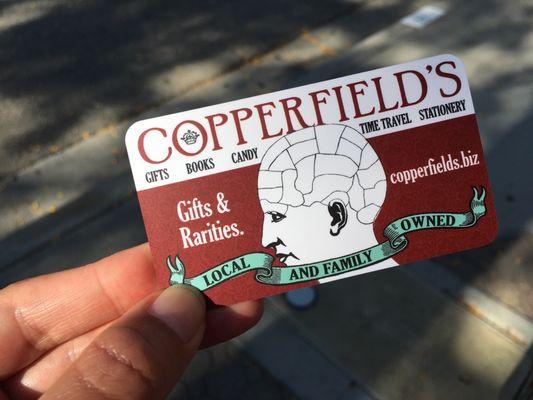 COPPERFIELD'S
GIFTS BOOKS CANDY TIME TRAVEL STATIONERY
copperfields.biz
Gifts &
Rarities.
LOCAL AND FAMILY OWNED